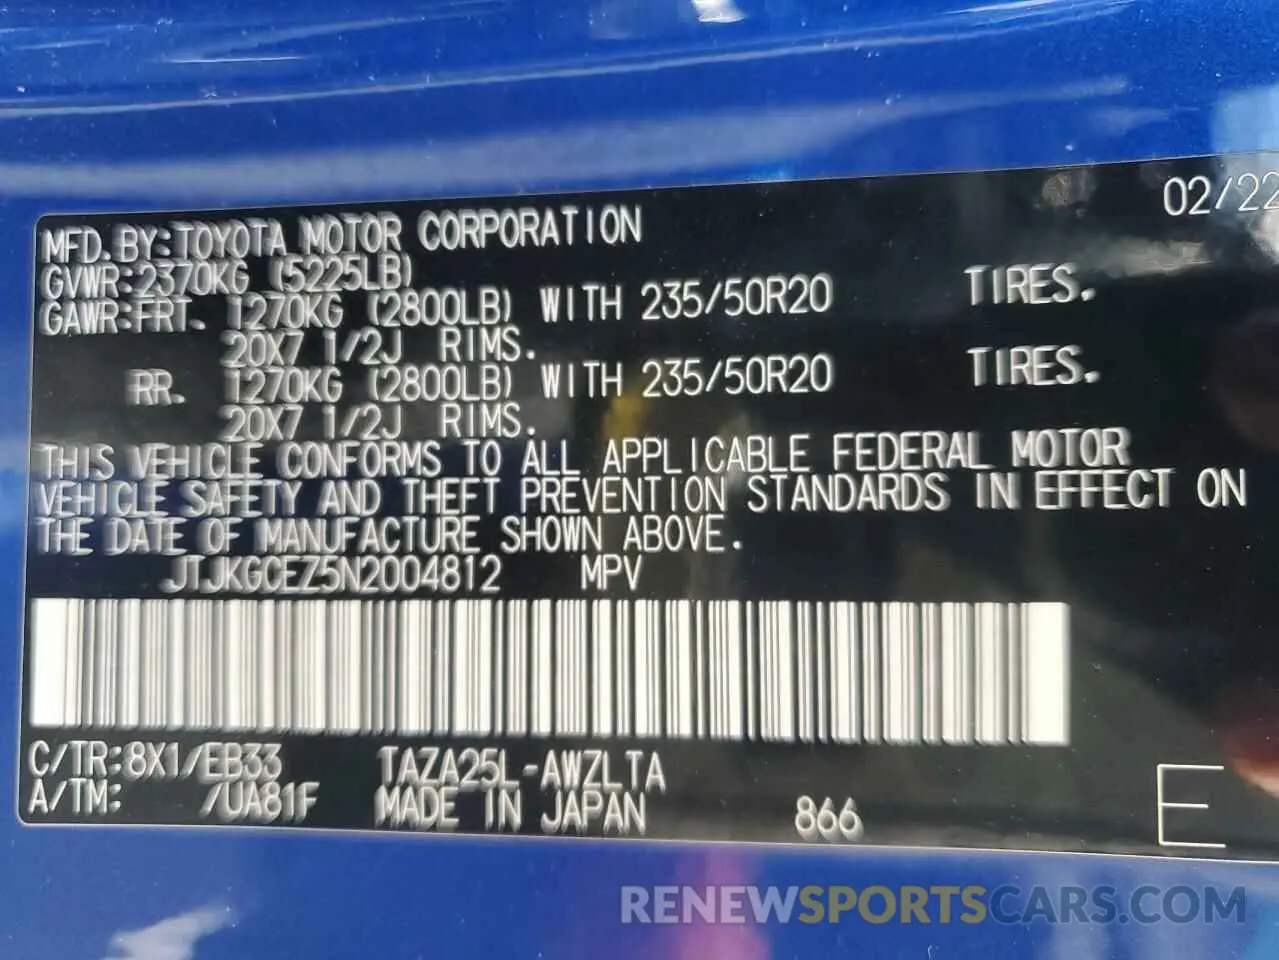 02/22
MFD.BY:TOYOTA MOTOR CORPORATION
GVWR:2370KG (5225LB)
GAWR:FRT. 1270KG (2800LB) WITH 235/50R20 TIRES.
20X7 1/2J RIMS.
RR. 1270KG (2800LB) WITH 235/50R20 TIRES.
20X7 1/2J RIMS.
THIS VEHICLE CONFORMS TO ALL APPLICABLE FEDERAL MOTOR
VEHICLE SAFETY AND THEFT PREVENTION STANDARDS IN EFFECT ON
THE DATE OF MANUFACTURE SHOWN ABOVE.
JTJKGCEZ5N2004812 MPV
C/TR:8X1/EB33 TAZA25L-AWZLTA
A/TM: /UA81F MADE IN JAPAN 866 E
RENEWSPORTSCARS.COM